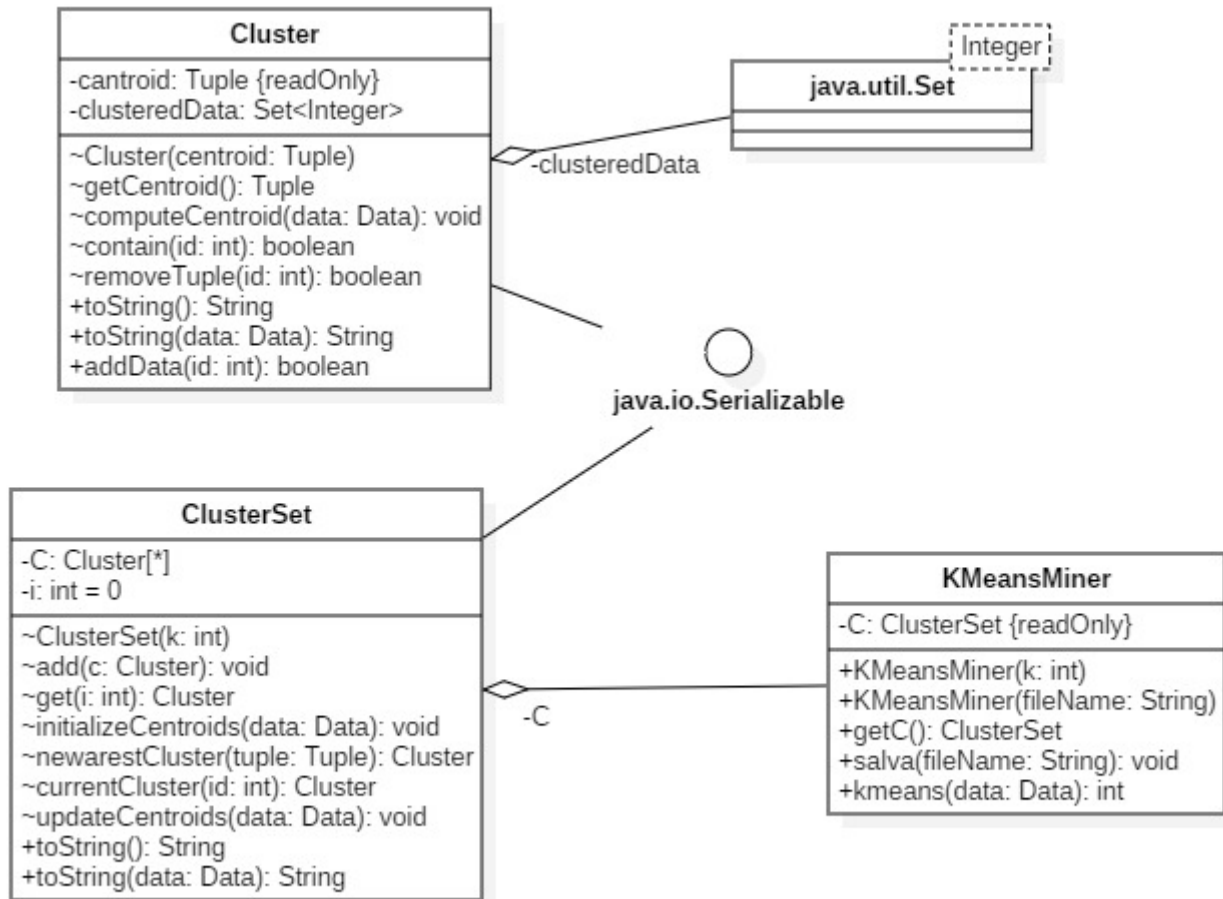 Cluster
-cantroid: Tuple {readOnly}
-clusteredData: Set<Integer>
~Cluster(centroid: Tuple)
~getCentroid(): Tuple
~computeCentroid(data: Data): void
~contain(id: int): boolean
~removeTuple(id: int): boolean
+toString(): String
+toString(data: Data): String
+addData(id: int): boolean
-clusteredData
Integer
java.util.Set
java.io.Serializable
ClusterSet
-C: Cluster[*]
-i: int = 0
~ClusterSet(k: int)
~add(c: Cluster): void
~get(i: int): Cluster
~initializeCentroids(data: Data): void
~newarestCluster(tuple: Tuple): Cluster
~currentCluster(id: int): Cluster
~updateCentroids(data: Data): void
+toString(): String
+toString(data: Data): String
-C
KMeansMiner
-C: ClusterSet {readOnly}
+KMeansMiner(k: int)
+KMeansMiner(fileName: String)
+getC(): ClusterSet
+salva(fileName: String): void
+kmeans(data: Data): int